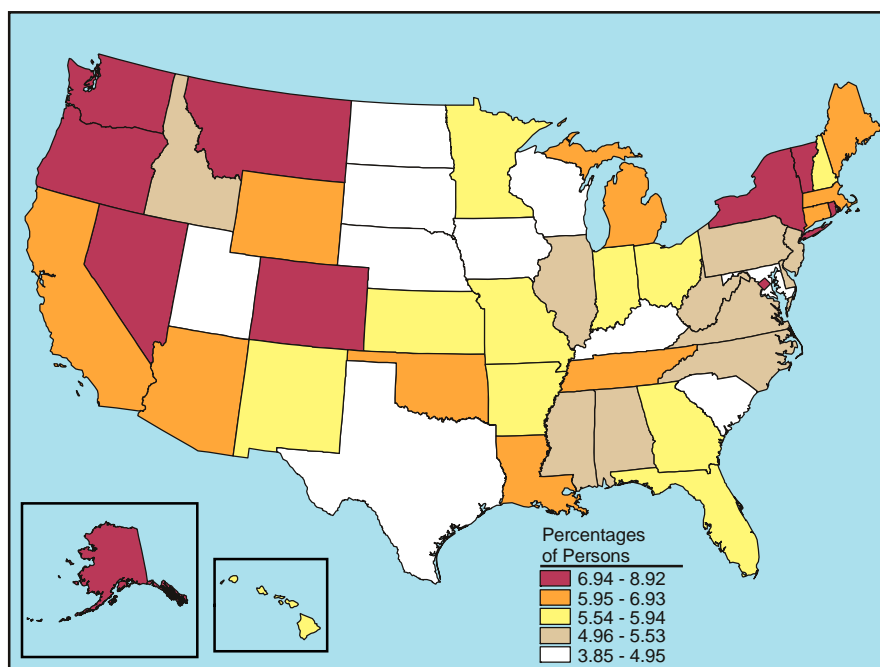 Percentages
of Persons
6.94 - 8.92
5.95 - 6.93
5.54 - 5.94
4.96 - 5.53
3.85 - 4.95